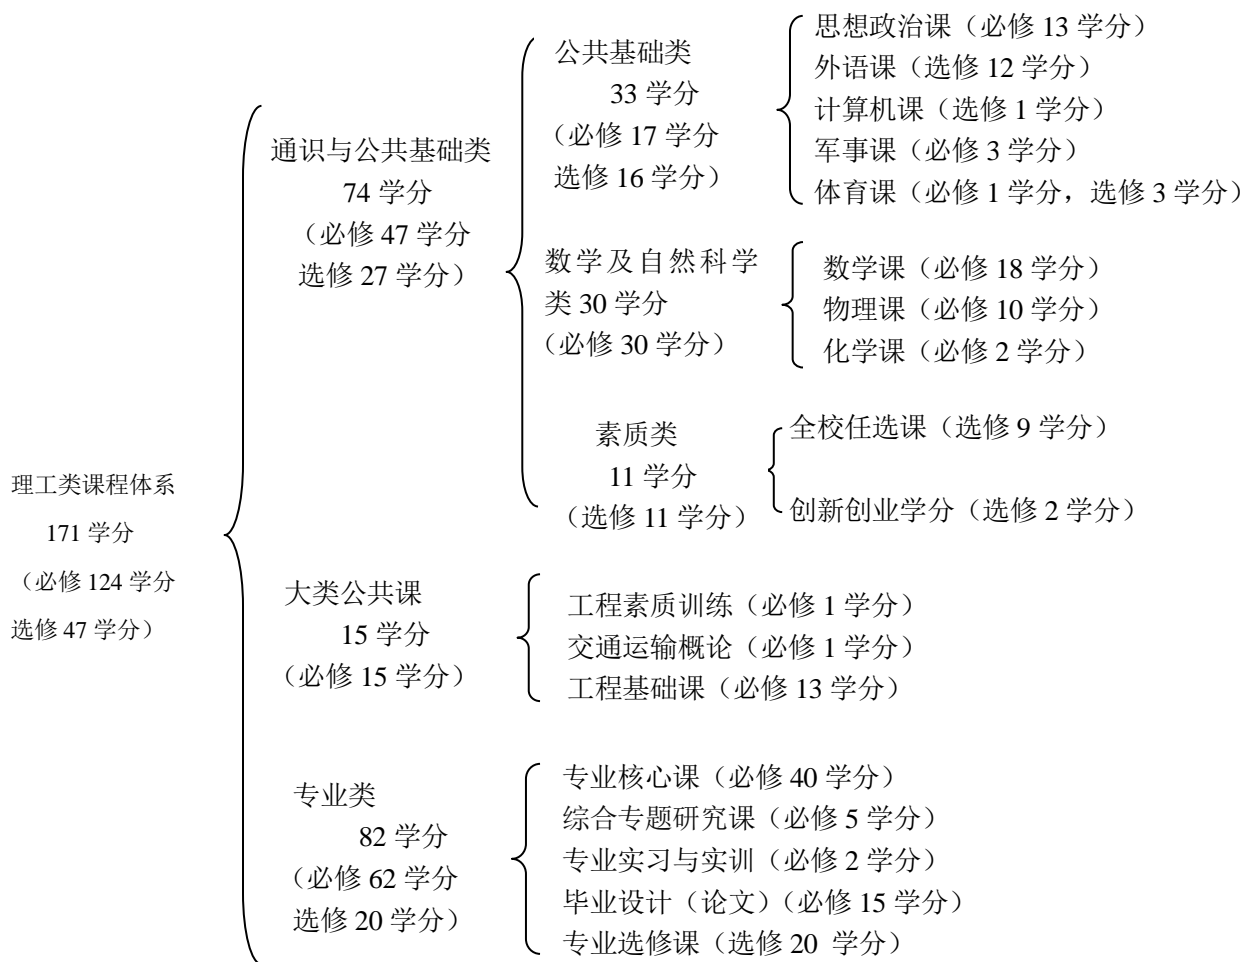 理工类课程体系
171 学分
（必修 124 学分
选修 47 学分）
通识与公共基础类
74 学分
（必修 47 学分
选修 27 学分）
公共基础类
33 学分
（必修 17 学分
选修 16 学分）
思想政治课（必修 13 学分）
外语课（选修 12 学分）
计算机课（选修 1 学分）
军事课（必修 3 学分）
体育课（必修 1 学分，选修 3 学分）
数学及自然科学
类 30 学分
（必修 30 学分）
数学课（必修 18 学分）
物理课（必修 10 学分）
化学课（必修 2 学分）
素质类
11 学分
（选修 11 学分）
全校任选课（选修 9 学分）
创新创业学分（选修 2 学分）
大类公共课
15 学分
（必修 15 学分）
工程素质训练（必修 1 学分）
交通运输概论（必修 1 学分）
工程基础课（必修 13 学分）
专业类
82 学分
（必修 62 学分
选修 20 学分）
专业核心课（必修 40 学分）
综合专题研究课（必修 5 学分）
专业实习与实训（必修 2 学分）
毕业设计（论文）（必修 15 学分）
专业选修课（选修 20 学分）